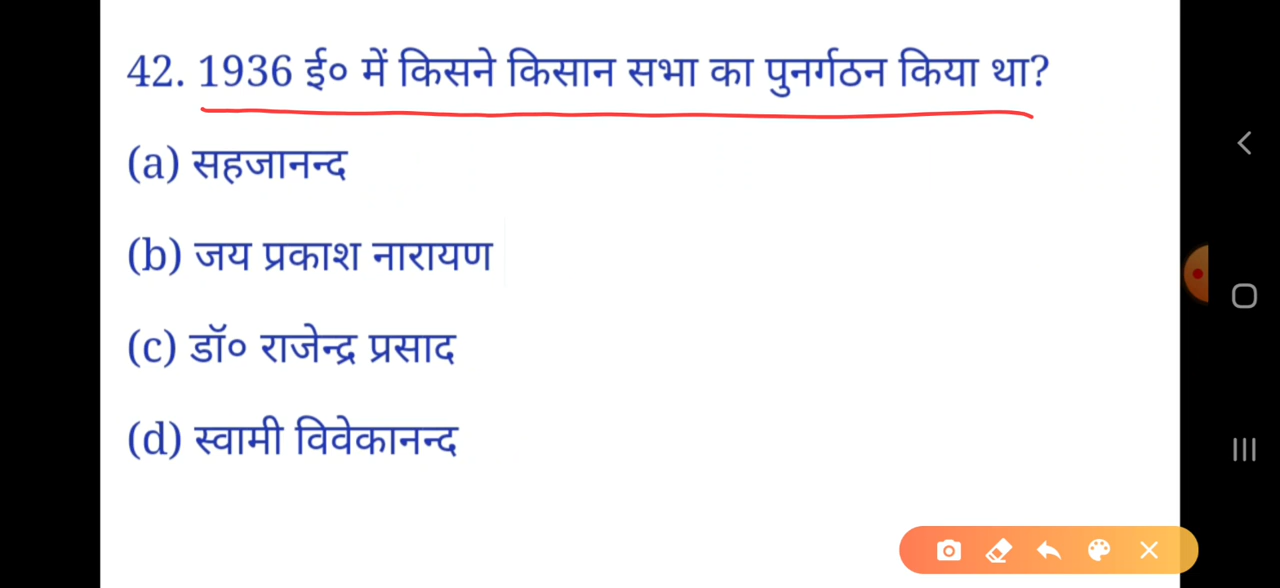 42. 1936 ई० में किसने किसान सभा का पुनर्गठन किया था?
(a) सहजानन्द
(b) जय प्रकाश नारायण
(c) डॉ० राजेन्द्र प्रसाद
(d) स्वामी विवेकानन्द